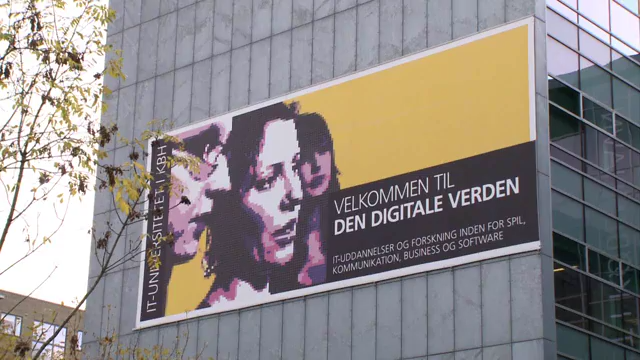 IT-UNIVERSITETET I KBH
VELKOMMEN TIL
DEN DIGITALE VERDEN
IT-UDDANNELSER OG FORSKNING INDEN FOR SPIL,
KOMMUNIKATION, BUSINESS OG SOFTWARE